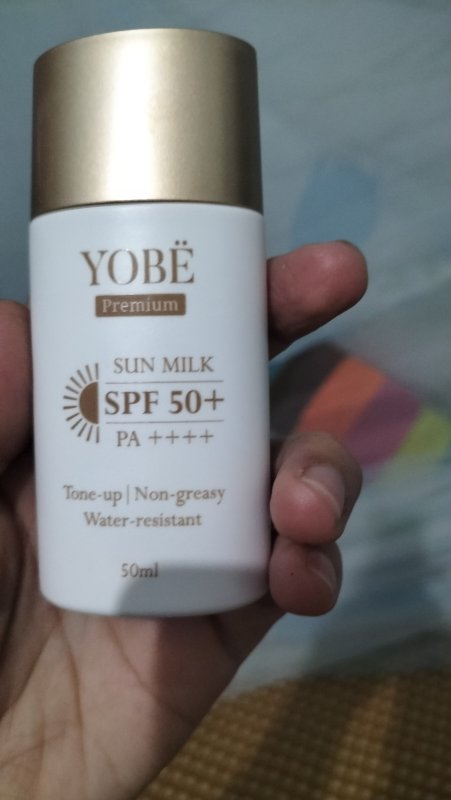 YOBË
Premium
SUN MILK
SPF 50+
PA ++++
Tone-up | Non-greasy
Water-resistant
50ml